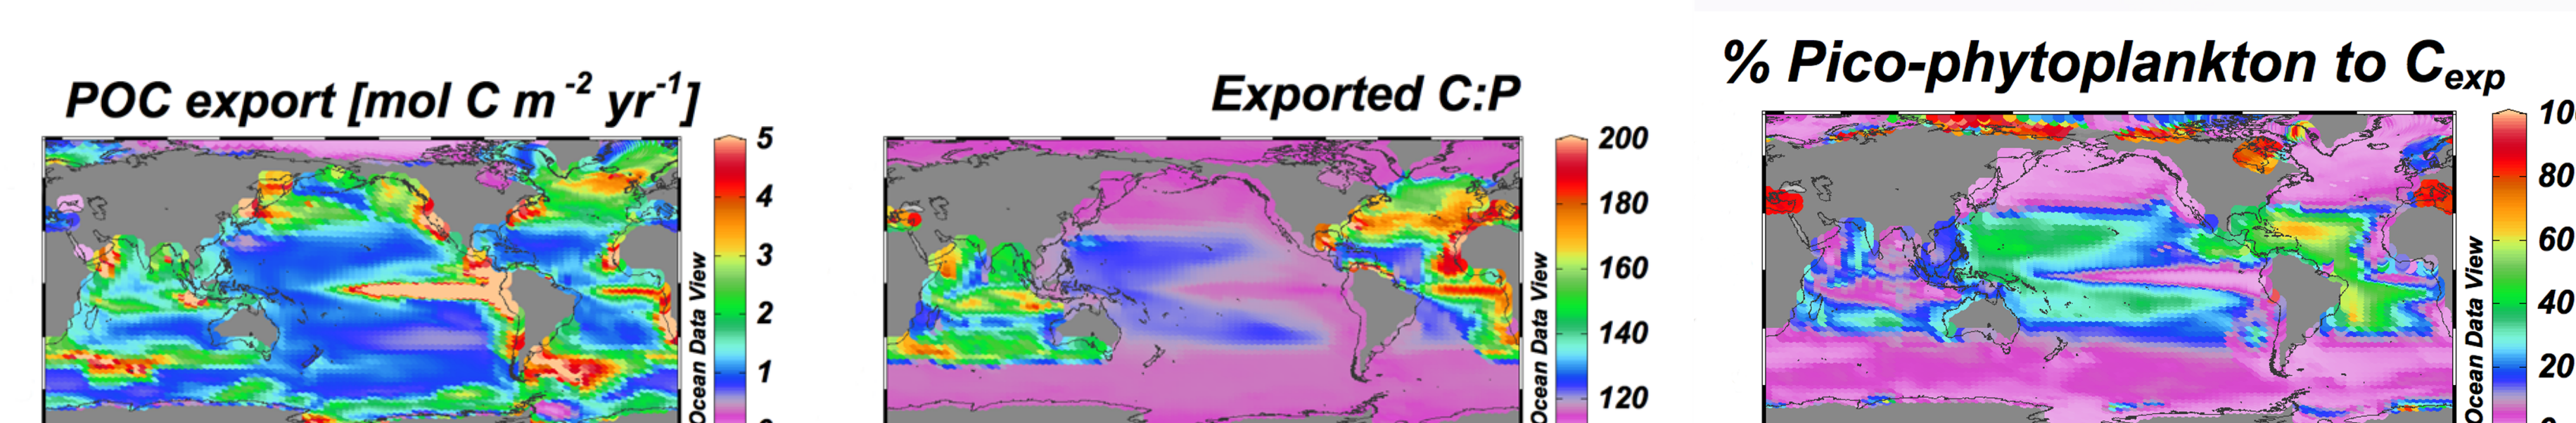 POC export [mol C m⁻² yr⁻¹]
5
4
3
2
1
Ocean Data View
Exported C:P
200
180
160
140
120
Ocean Data View
% Pico-phytoplankton to Cexp
10
80
60
40
20
Ocean Data View